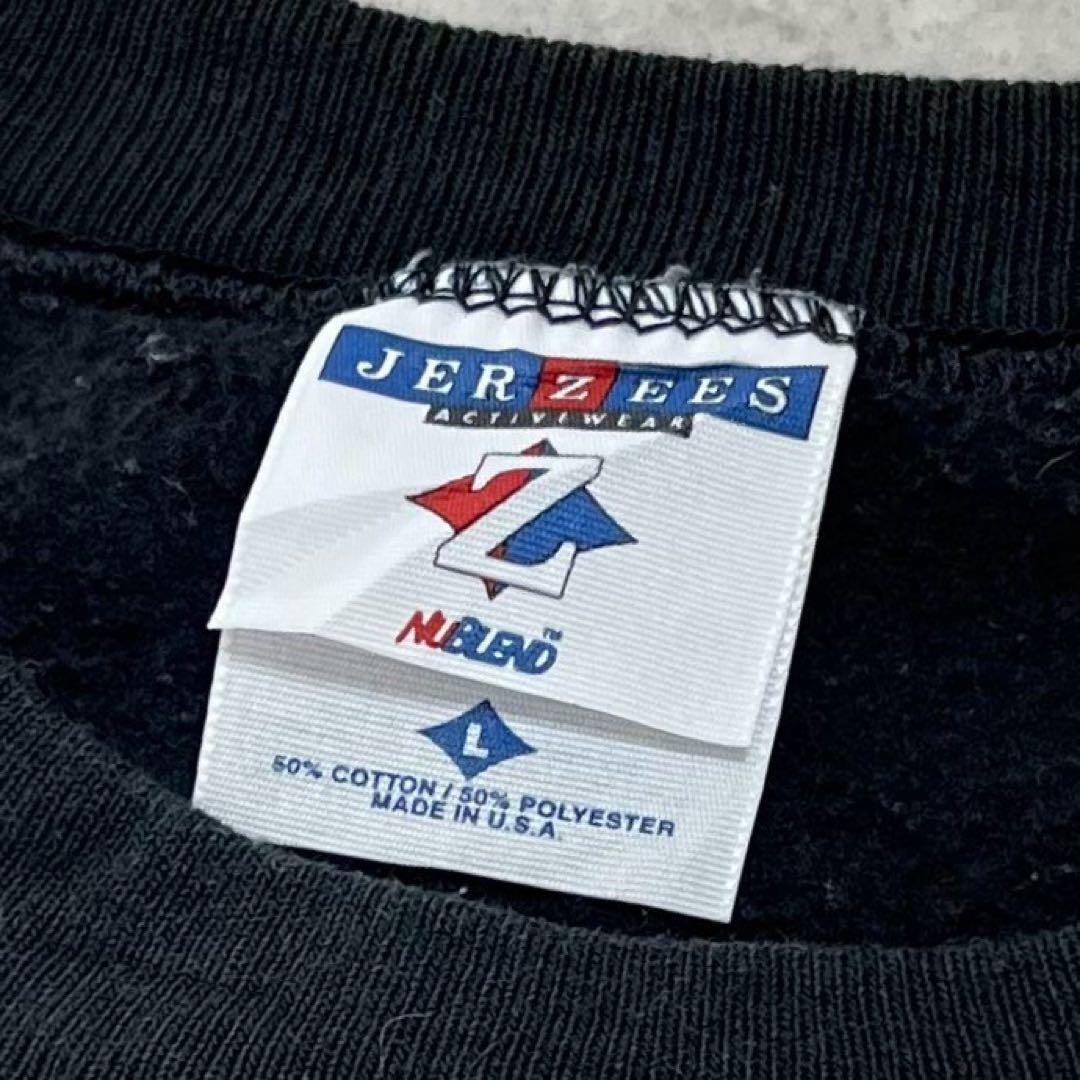 JERZEES
ACTIVEWEAR
Z
NUBLEND™
L
50% COTTON / 50% POLYESTER
MADE IN U.S.A.